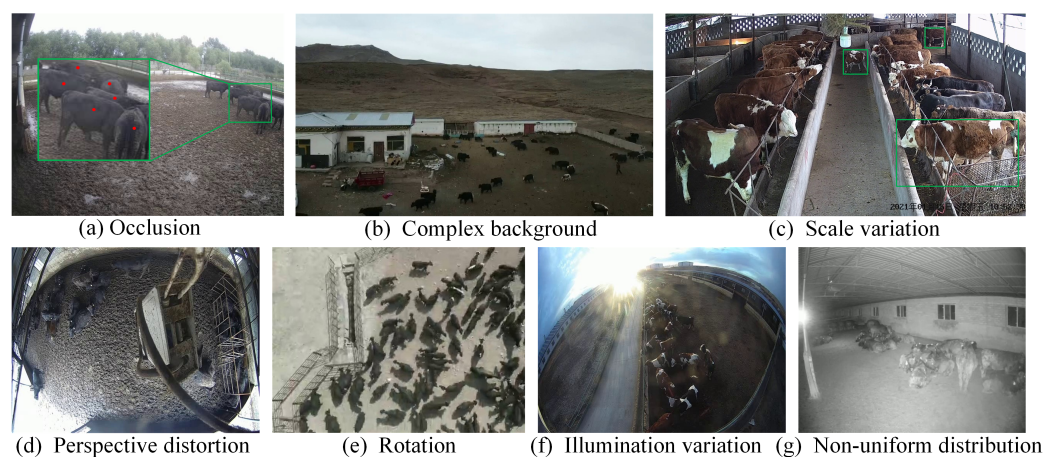 (a) Occlusion
(b) Complex background
(c) Scale variation
(d) Perspective distortion
(e) Rotation
(f) Illumination variation
(g) Non-uniform distribution